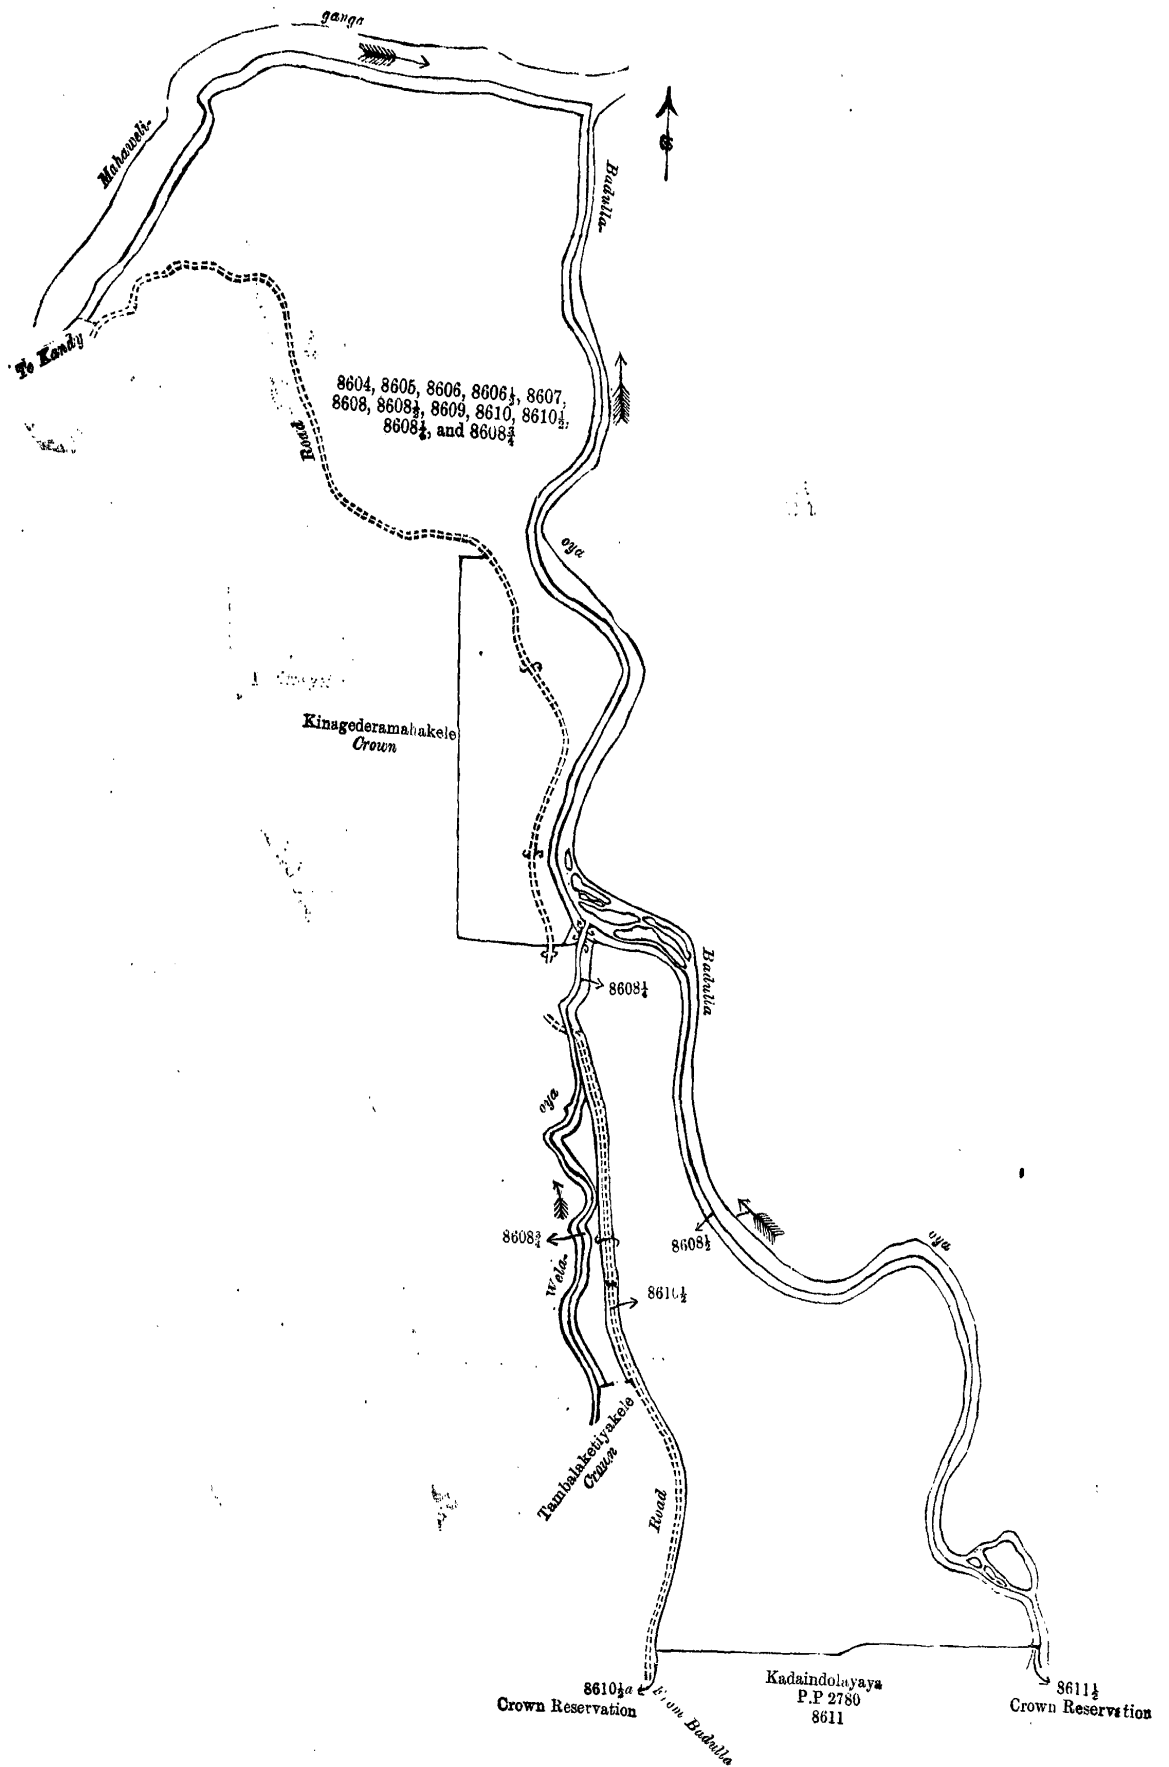 ganga
Mahaweli-
Badulla-
To Kandy
Road
8604, 8605, 8606, 8606⅓, 8607,
8608, 8608½, 8609, 8610, 8610½,
8608¼, and 8608¾
oya
Kinagederamahakele
Crown
Badulla
8608¼
oya
8608¾
Wela-
8608½
oya
8610½
Tambalaketiyakele
Crown
Road
8610½a
Crown Reservation
From Badulla
Kadaindolayaya
P.P 2780
8611
8611½
Crown Reservation